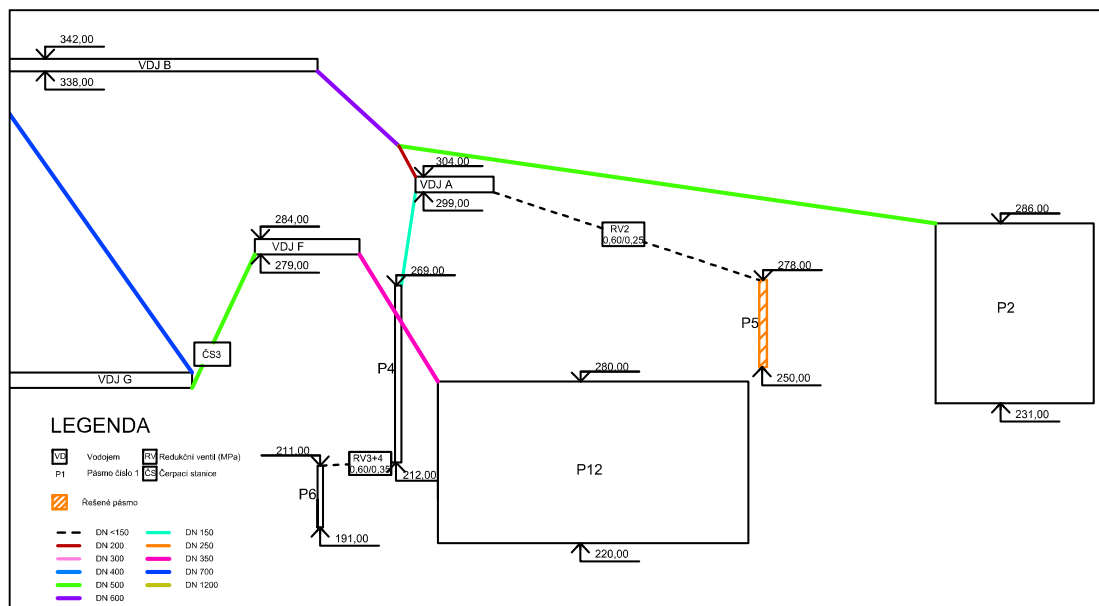 342,00
VDJ B
338,00
304,00
VDJ A
299,00
284,00
VDJ F
279,00
RV2
0,60/0,25
286,00
P2
231,00
269,00
278,00
P5
250,00
ČS3
VDJ G
P4
280,00
P12
220,00
211,00
RV3+4
0,60/0,35
212,00
P6
191,00
LEGENDA
VD Vodojem RV Redukční ventil (MPa)
P1 Pásmo číslo 1 ČS Čerpací stanice
Řešené pásmo
DN <150 DN 150
DN 200 DN 250
DN 300 DN 350
DN 400 DN 700
DN 500 DN 1200
DN 600